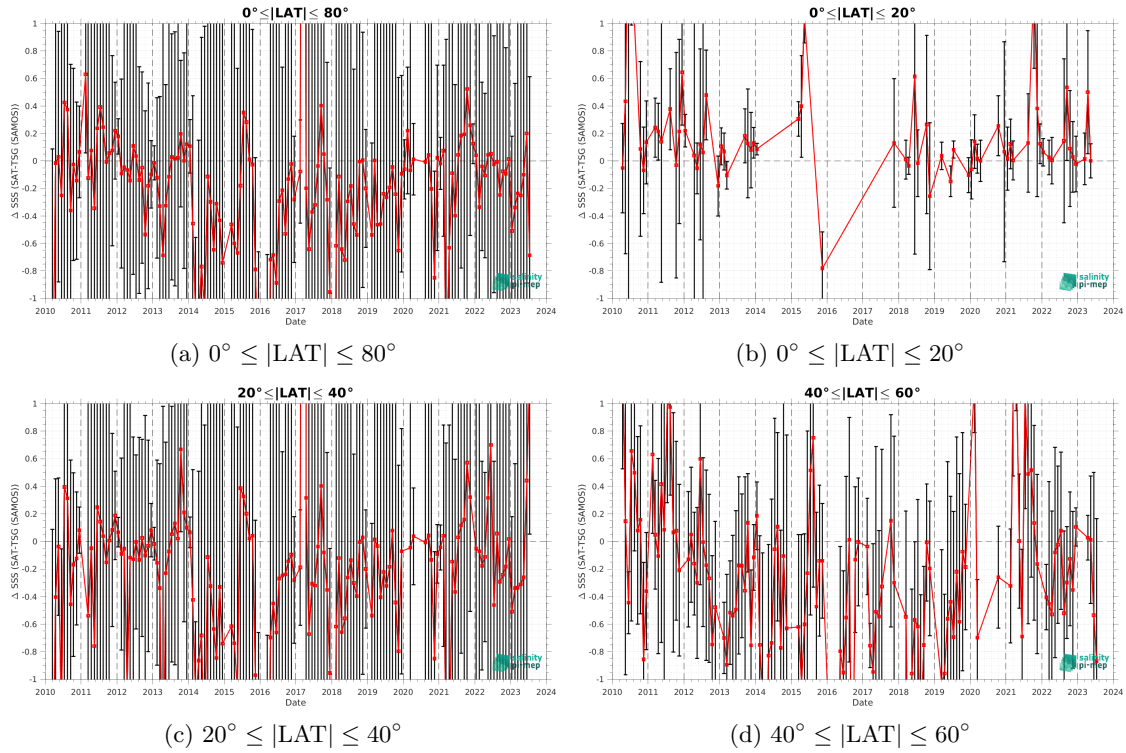 0°≤|LAT|≤ 80°
Δ SSS (SAT-TSG (SAMOS))
1
0.8
0.6
0.4
0.2
0
-0.2
-0.4
-0.6
-0.8
-1
2010 2011 2012 2013 2014 2015 2016 2017 2018 2019 2020 2021 2022 2023 2024
Date
salinity
pi-mep
(a) 0° ≤ |LAT| ≤ 80°
0°≤|LAT|≤ 20°
Δ SSS (SAT-TSG (SAMOS))
1
0.8
0.6
0.4
0.2
0
-0.2
-0.4
-0.6
-0.8
-1
2010 2011 2012 2013 2014 2015 2016 2017 2018 2019 2020 2021 2022 2023 2024
Date
salinity
pi-mep
(b) 0° ≤ |LAT| ≤ 20°
20°≤|LAT|≤ 40°
Δ SSS (SAT-TSG (SAMOS))
1
0.8
0.6
0.4
0.2
0
-0.2
-0.4
-0.6
-0.8
-1
2010 2011 2012 2013 2014 2015 2016 2017 2018 2019 2020 2021 2022 2023 2024
Date
salinity
pi-mep
(c) 20° ≤ |LAT| ≤ 40°
40°≤|LAT|≤ 60°
Δ SSS (SAT-TSG (SAMOS))
1
0.8
0.6
0.4
0.2
0
-0.2
-0.4
-0.6
-0.8
-1
2010 2011 2012 2013 2014 2015 2016 2017 2018 2019 2020 2021 2022 2023 2024
Date
salinity
pi-mep
(d) 40° ≤ |LAT| ≤ 60°